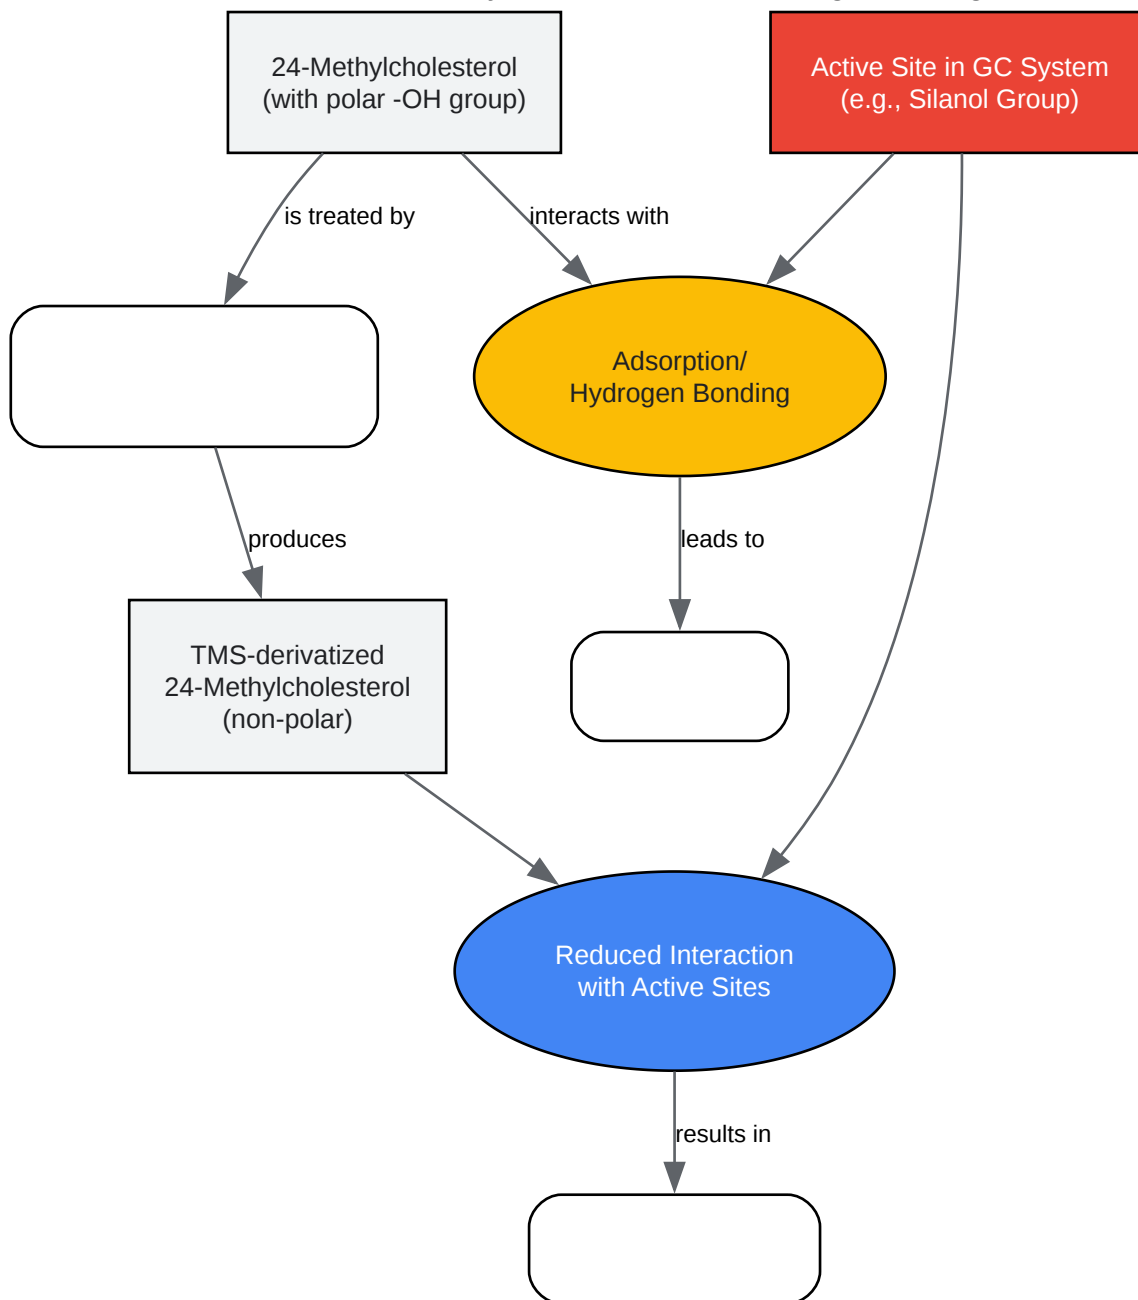 24-Methylcholesterol
(with polar -OH group)
Active Site in GC System
(e.g., Silanol Group)
is treated by
interacts with
Adsorption/
Hydrogen Bonding
produces
leads to
TMS-derivatized
24-Methylcholesterol
(non-polar)
Reduced Interaction
with Active Sites
results in